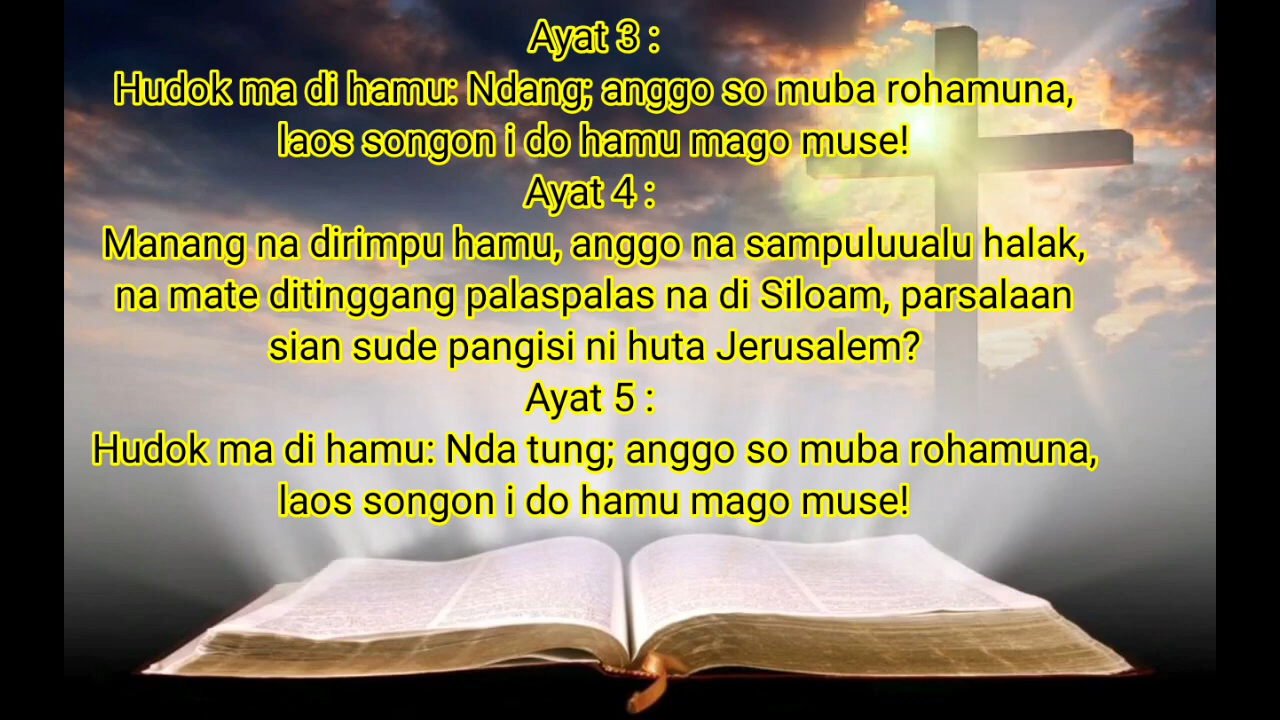 Ayat 3 :
Hudok ma di hamu: Ndang; anggo so muba rohamuna,
laos songon i do hamu mago muse!
Ayat 4 :
Manang na dirimpu hamu, anggo na sampuluualu halak,
na mate ditinggang palaspalas na di Siloam, parsalaan
sian sude pangisi ni huta Jerusalem?
Ayat 5 :
Hudok ma di hamu: Nda tung; anggo so muba rohamuna,
laos songon i do hamu mago muse!